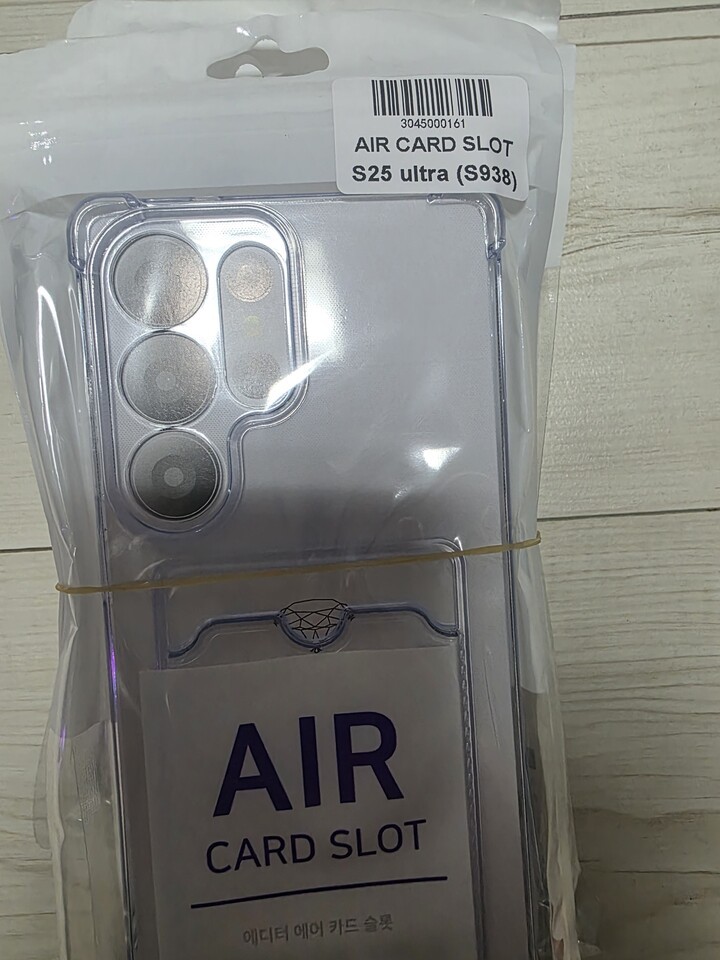 3045000161
AIR CARD SLOT
S25 ultra (S938)
AIR
CARD SLOT
에디터 에어 카드 슬롯